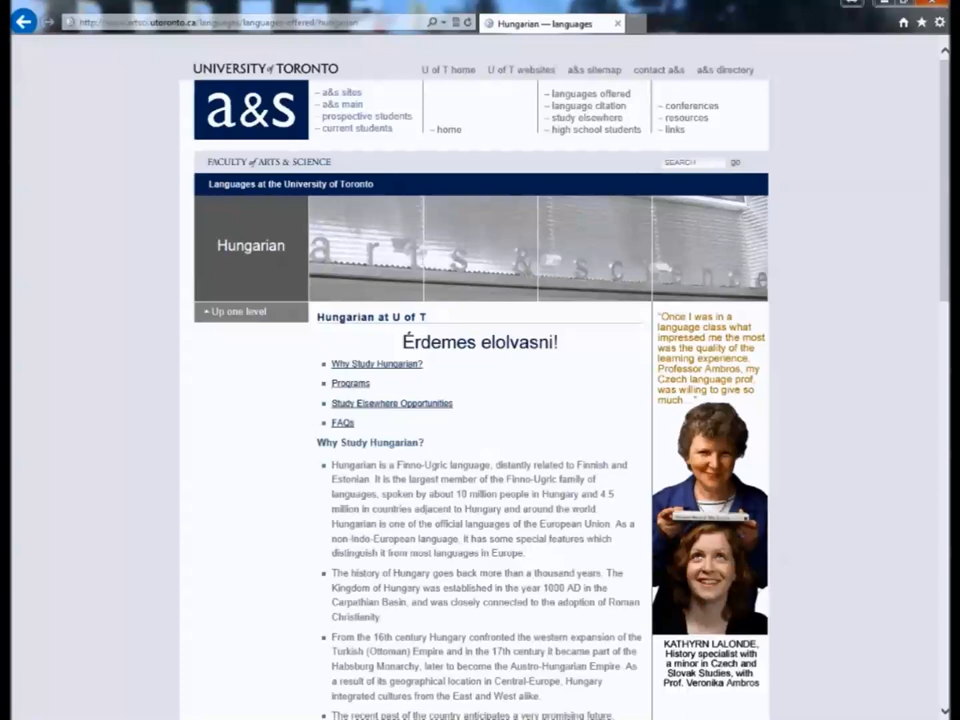 Hungarian — languages
UNIVERSITY of TORONTO
U of T home U of T websites a&s sitemap contact a&s a&s directory
a&s
– a&s sites
– a&s main
– prospective students
– current students
– home
– languages offered
– language citation
– study elsewhere
– high school students
– conferences
– resources
– links
FACULTY of ARTS & SCIENCE
SEARCH go
Languages at the University of Toronto
Hungarian
arts & science
Up one level
Hungarian at U of T
Érdemes elolvasni!
Why Study Hungarian?
Programs
Study Elsewhere Opportunities
FAQs
Why Study Hungarian?
Hungarian is a Finno-Ugric language, distantly related to Finnish and
Estonian. It is the largest member of the Finno-Ugric family of
languages, spoken by about 10 million people in Hungary and 4.5
million in countries adjacent to Hungary and around the world.
Hungarian is one of the official languages of the European Union. As a
non-Indo-European language, it has some special features which
distinguish it from most languages in Europe.
The history of Hungary goes back more than a thousand years. The
Kingdom of Hungary was established in the year 1000 AD in the
Carpathian Basin, and was closely connected to the adoption of Roman
Christianity.
From the 16th century Hungary confronted the western expansion of the
Turkish (Ottoman) Empire and in the 17th century it became part of the
Habsburg Monarchy, later to become the Austro-Hungarian Empire. As
a result of its geographical location in Central-Europe, Hungary
integrated cultures from the East and West alike.
The recent past of the country anticipates a very promising future.
"Once I was in a
language class what
impressed me the most
was the quality of the
learning experience.
Professor Ambros, my
Czech language prof.
was willing to give so
much..."
KATHYRN LALONDE,
History specialist with
a minor in Czech and
Slovak Studies, with
Prof. Veronika Ambros